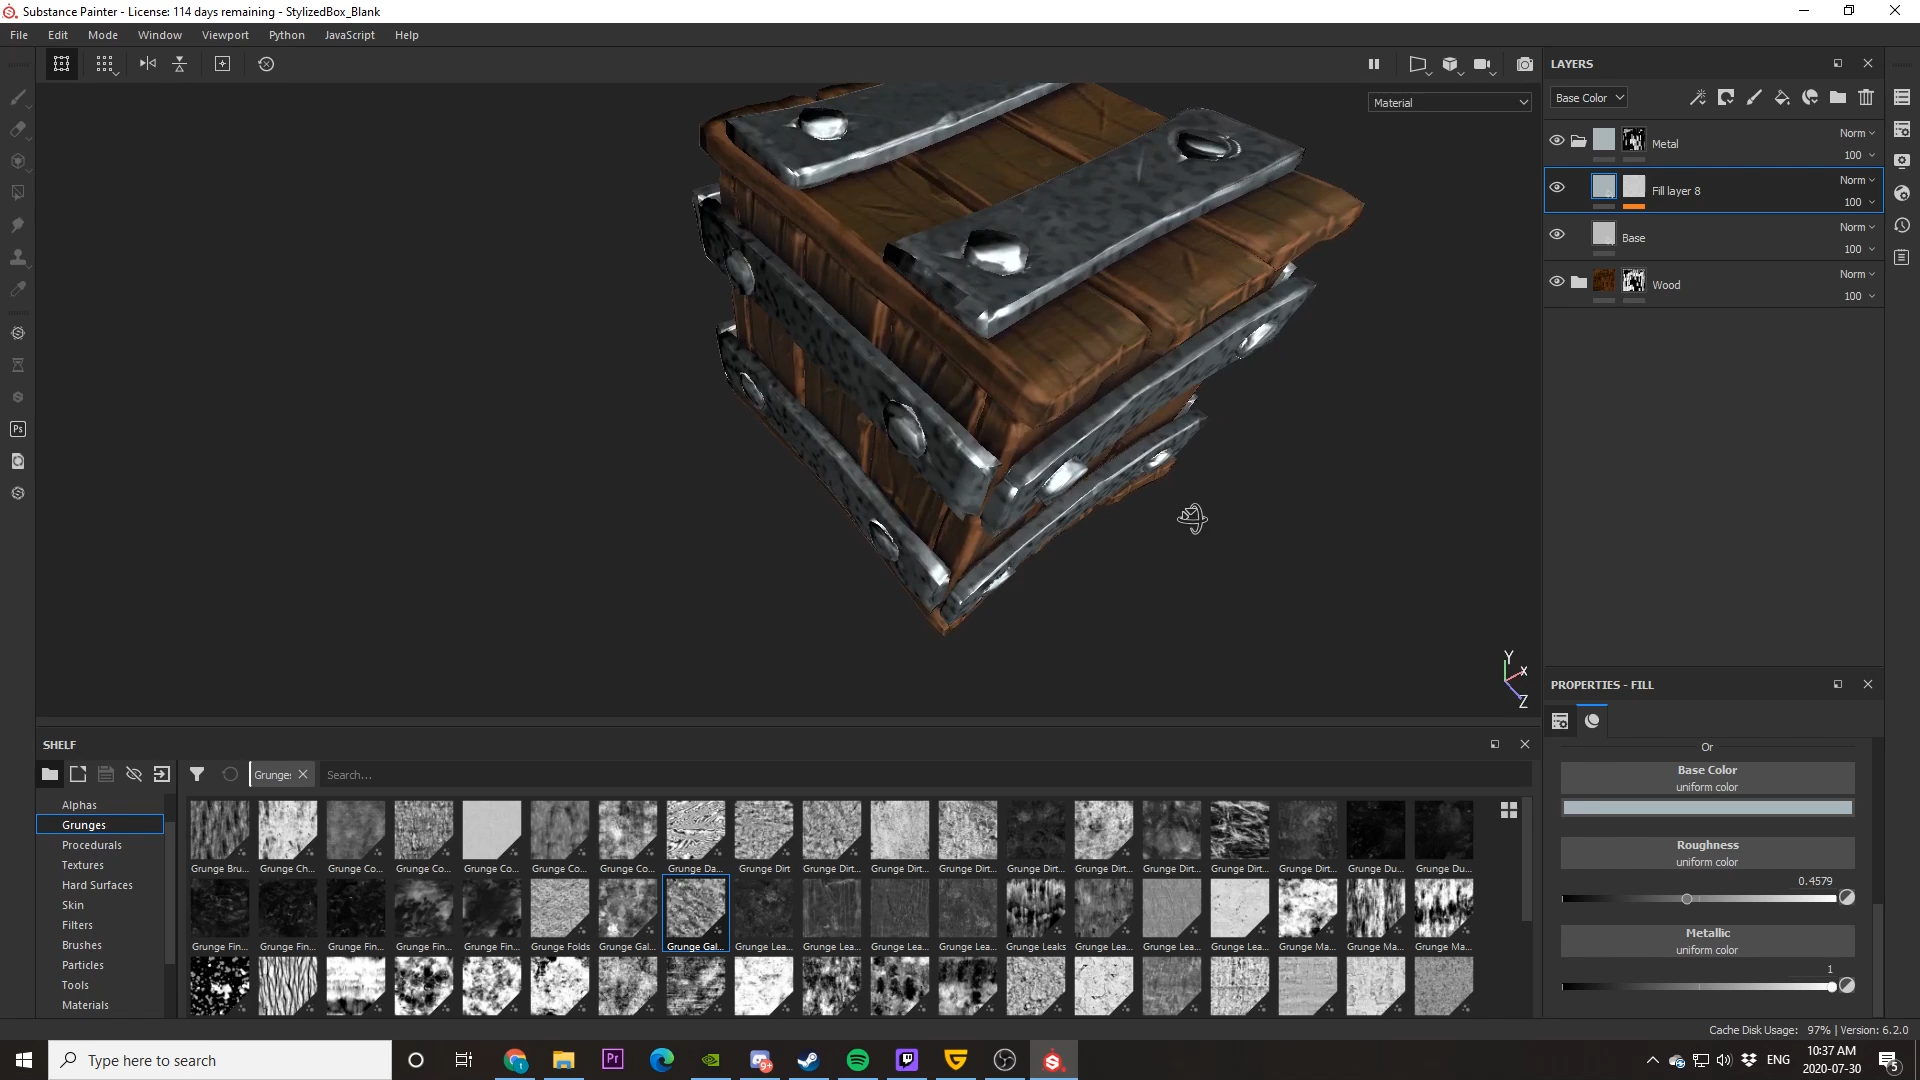 Substance Painter - License: 114 days remaining - StylizedBox_Blank
File Edit Mode Window Viewport Python JavaScript Help
Material
LAYERS
Base Color
Metal Norm 100
Fill layer 8 Norm 100
Base Norm 100
Wood Norm 100
Y
X
Z
Ps
PROPERTIES - FILL
Or
Base Color
uniform color
Roughness
uniform color
0.4579
Metallic
uniform color
1
SHELF
Grunges Search...
Alphas
Grunges
Procedurals
Textures
Hard Surfaces
Skin
Filters
Brushes
Particles
Tools
Materials
Grunge Bru... Grunge Ch... Grunge Co... Grunge Co... Grunge Co... Grunge Co... Grunge Co... Grunge Da... Grunge Dirt Grunge Dirt... Grunge Dirt... Grunge Dirt... Grunge Dirt... Grunge Dirt... Grunge Dirt... Grunge Dirt... Grunge Dirt... Grunge Du... Grunge Du...
Grunge Fin... Grunge Fin... Grunge Fin... Grunge Fin... Grunge Fin... Grunge Folds Grunge Gal... Grunge Gal... Grunge Lea... Grunge Lea... Grunge Lea... Grunge Lea... Grunge Leaks Grunge Lea... Grunge Lea... Grunge Lea... Grunge Ma... Grunge Ma... Grunge Ma...
Cache Disk Usage: 97% | Version: 6.2.0
Type here to search
Pr
9+
ENG
10:37 AM
2020-07-30
5